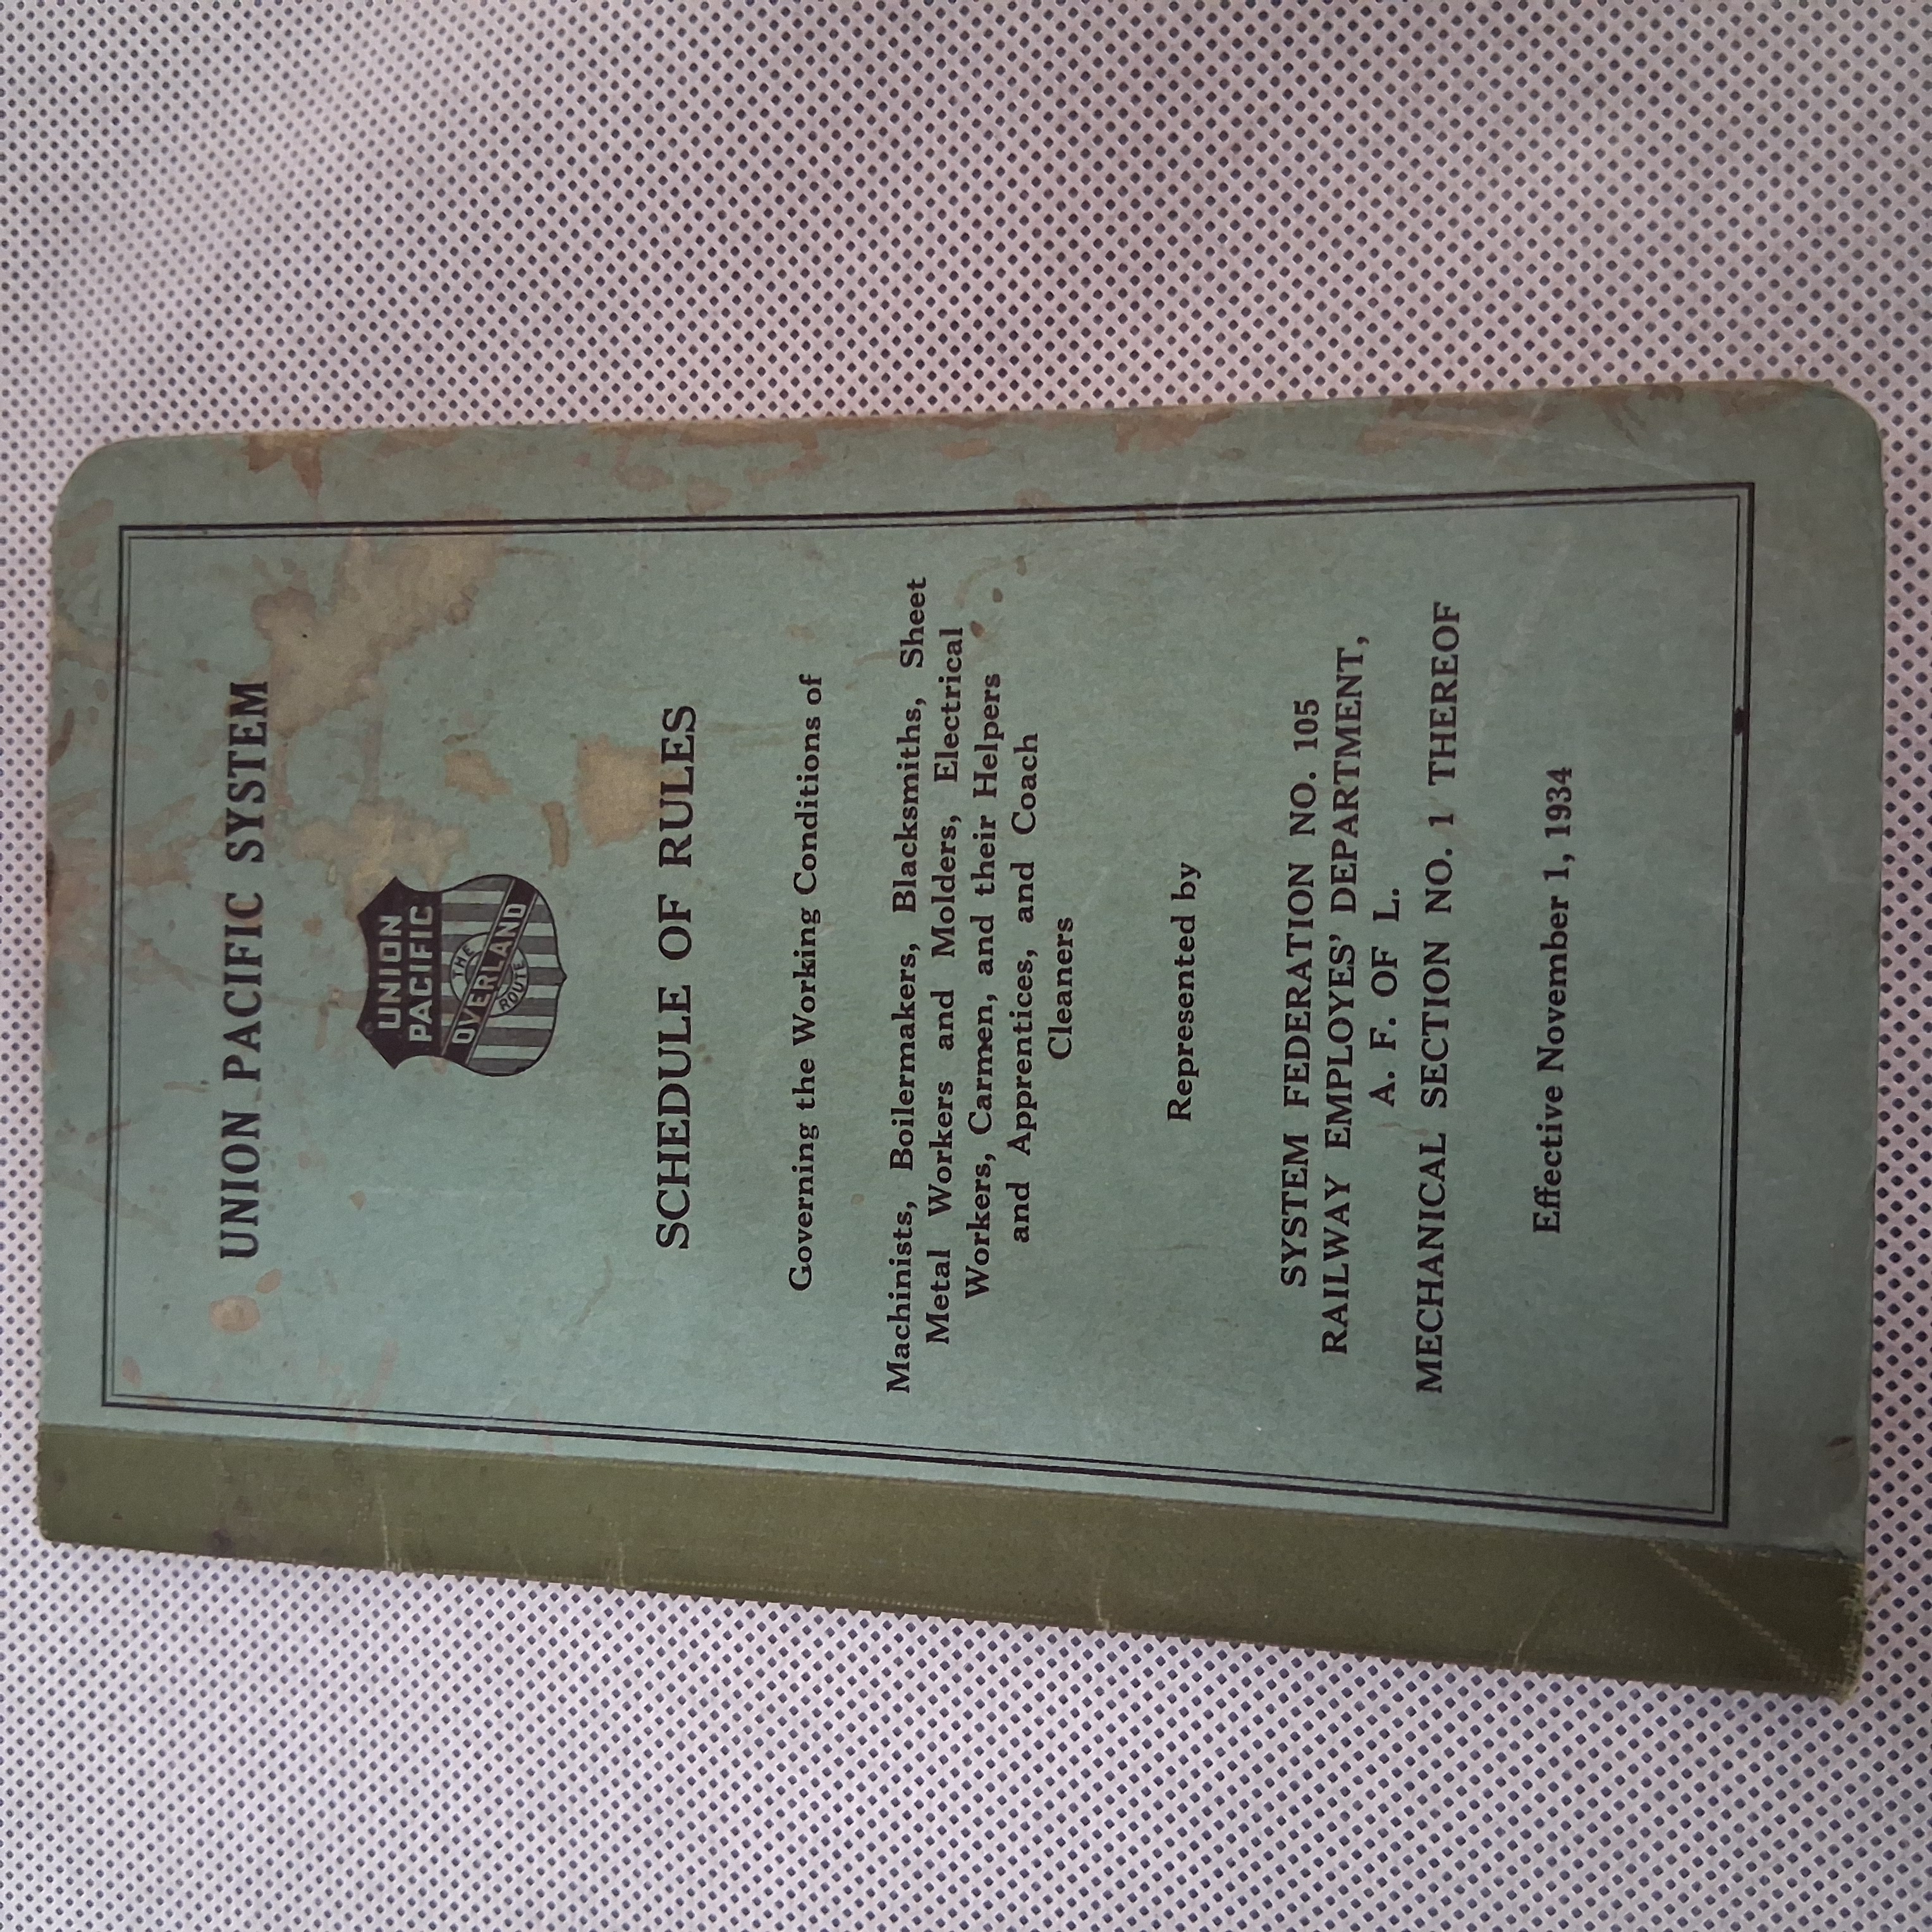 UNION PACIFIC SYSTEM
UNION
PACIFIC
THE
OVERLAND
ROUTE
SCHEDULE OF RULES
Governing the Working Conditions of
Machinists, Boilermakers, Blacksmiths, Sheet
Metal Workers and Molders, Electrical
Workers, Carmen, and their Helpers
and Apprentices, and Coach
Cleaners
Represented by
SYSTEM FEDERATION NO. 105
RAILWAY EMPLOYES' DEPARTMENT,
A. F. OF L.
MECHANICAL SECTION NO. 1 THEREOF
Effective November 1, 1934